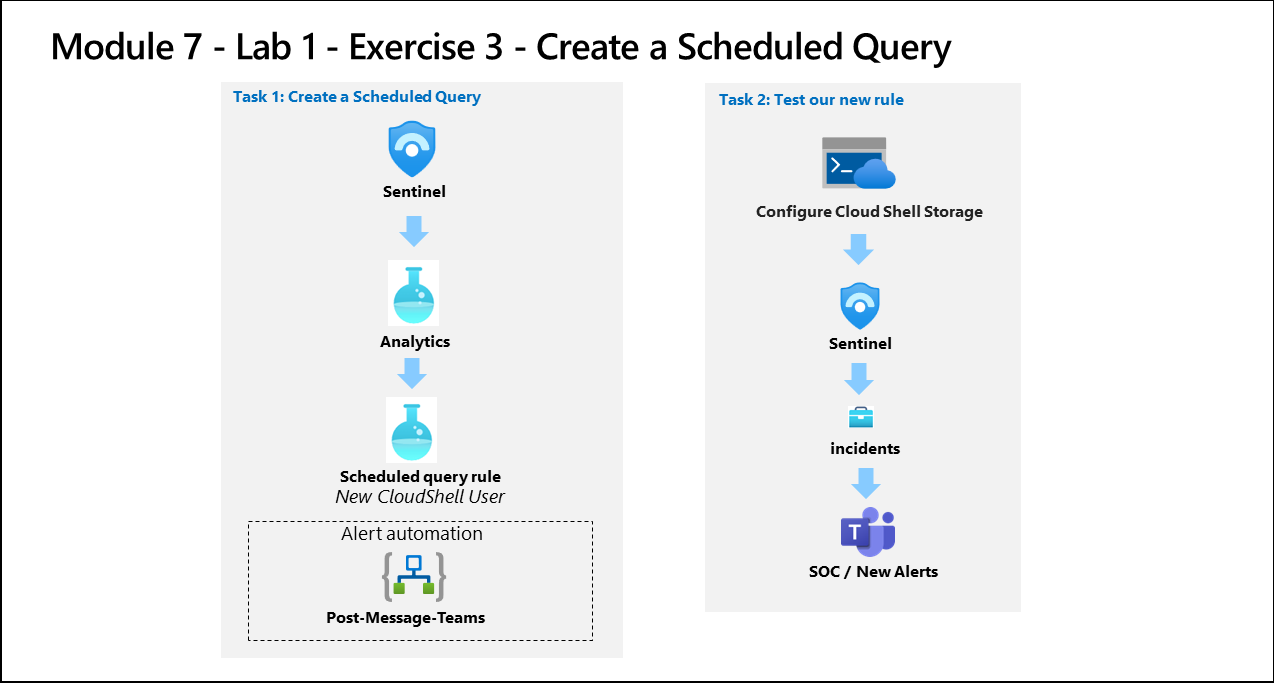 Module 7 - Lab 1 - Exercise 3 - Create a Scheduled Query
Task 1: Create a Scheduled Query
Sentinel
Analytics
Scheduled query rule
New CloudShell User
Alert automation
Post-Message-Teams
Task 2: Test our new rule
Configure Cloud Shell Storage
Sentinel
incidents
T
SOC / New Alerts